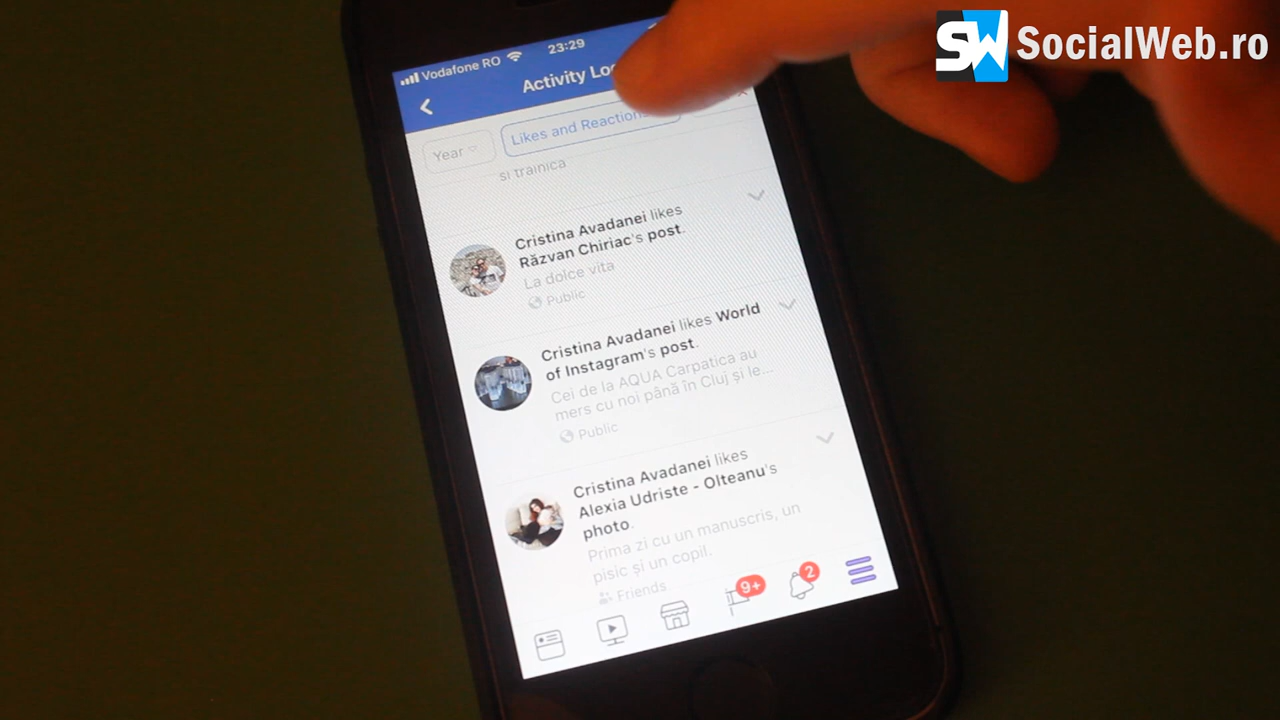 SW SocialWeb.ro
Vodafone RO 23:29
Activity
Year Likes and Reactions
si trainica
Cristina Avadanei likes
Răzvan Chiriac's post.
La dolce vita
Public
Cristina Avadanei likes World
of Instagram's post.
Cei de la AQUA Carpatica au
mers cu noi până în Cluj și le...
Public
Cristina Avadanei likes
Alexia Udriste - Olteanu's
photo.
Prima zi cu un manuscris, un
pisic și un copil.
Friends
9+ 2